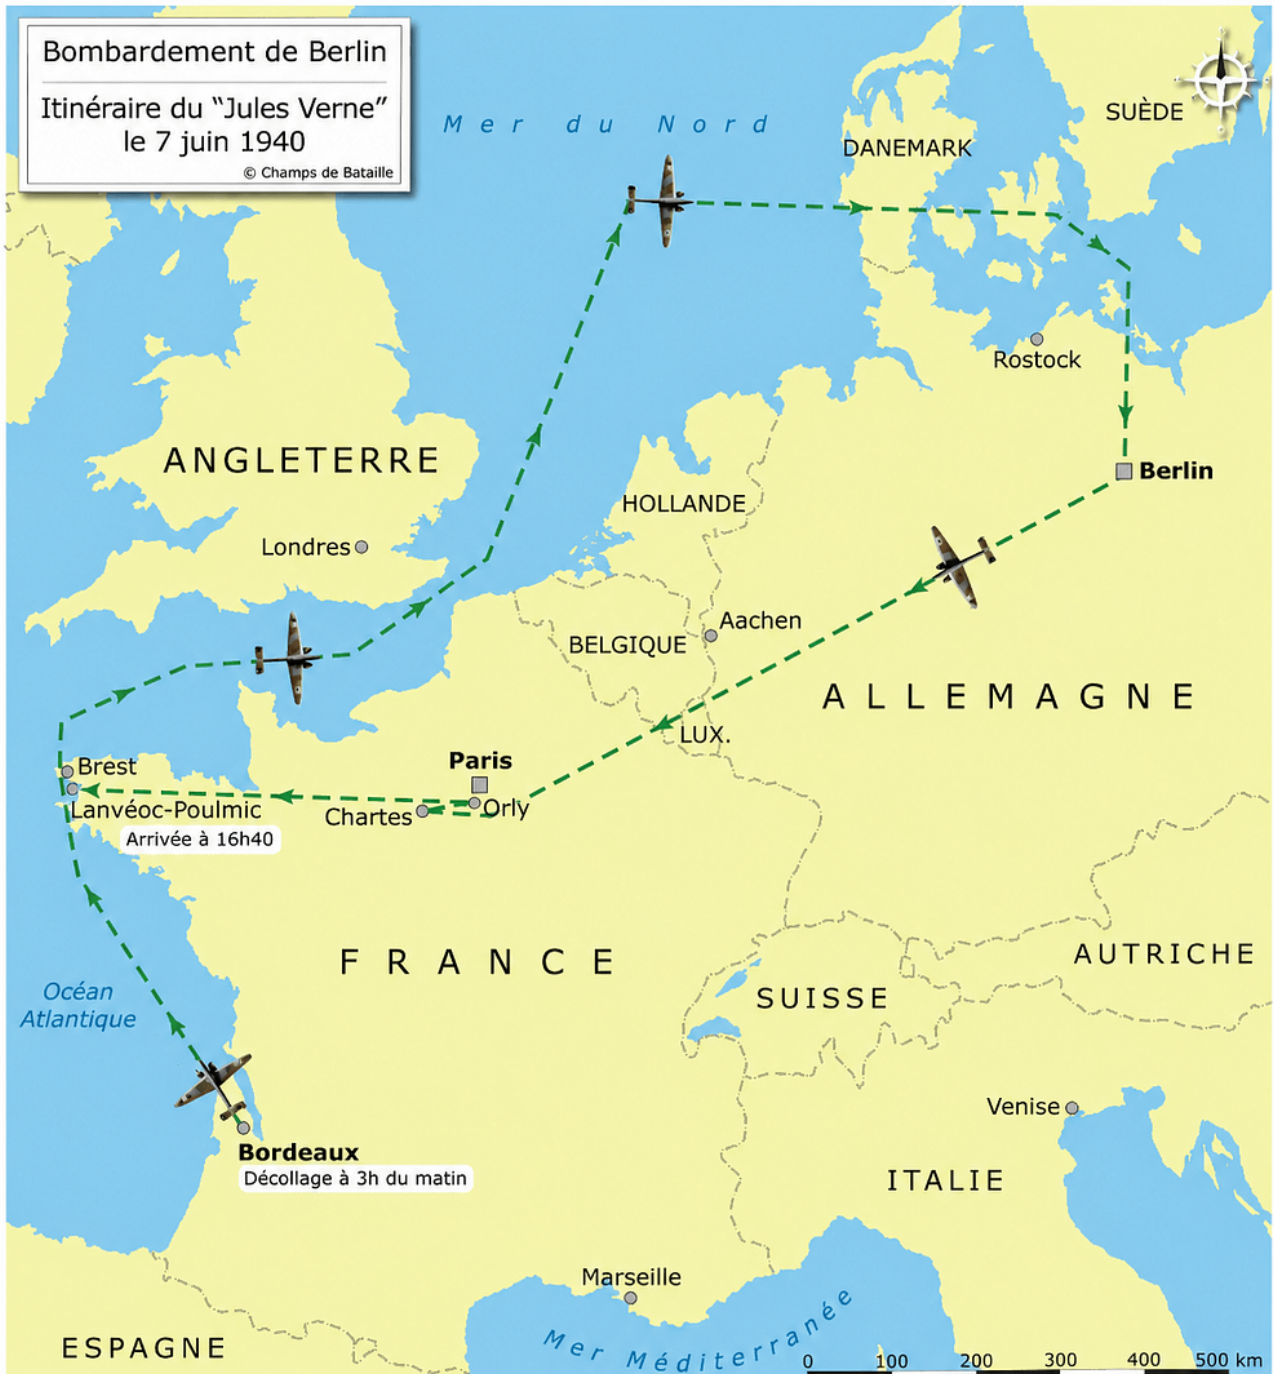 Bombardement de Berlin
Itinéraire du “Jules Verne”
le 7 juin 1940
© Champs de Bataille
Mer du Nord
SUÈDE
DANEMARK
Rostock
ANGLETERRE
Berlin
HOLLANDE
Londres
Aachen
BELGIQUE
ALLEMAGNE
LUX.
Paris
Brest
Lanvéoc-Poulmic
Orly
Chartes
Arrivée à 16h40
FRANCE
AUTRICHE
Océan
Atlantique
SUISSE
Venise
Bordeaux
Décollage à 3h du matin
ITALIE
Marseille
Mer Méditerranée
ESPAGNE
0 100 200 300 400 500 km